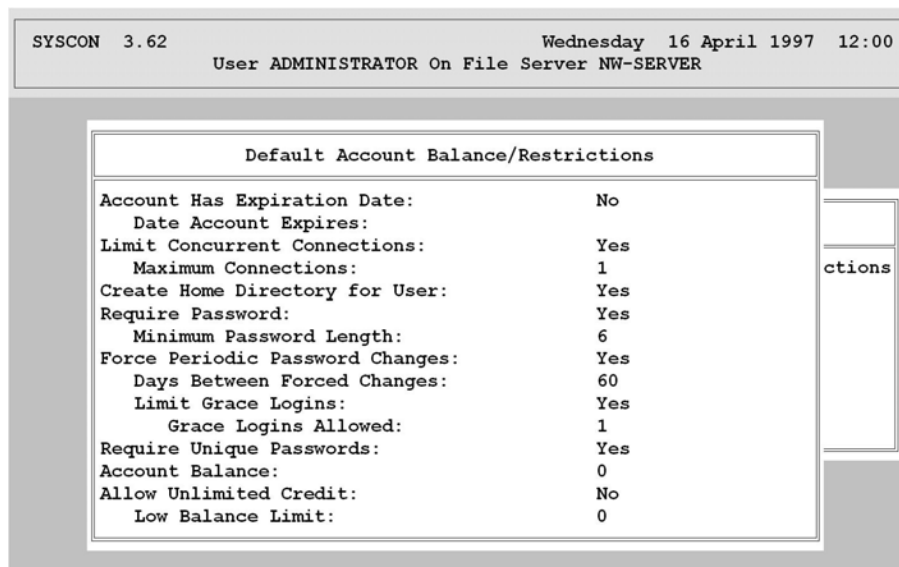 SYSCON 3.62 Wednesday 16 April 1997 12:00
User ADMINISTRATOR On File Server NW-SERVER
Default Account Balance/Restrictions
Account Has Expiration Date: No
Date Account Expires:
Limit Concurrent Connections: Yes
Maximum Connections: 1
Create Home Directory for User: Yes
Require Password: Yes
Minimum Password Length: 6
Force Periodic Password Changes: Yes
Days Between Forced Changes: 60
Limit Grace Logins: Yes
Grace Logins Allowed: 1
Require Unique Passwords: Yes
Account Balance: 0
Allow Unlimited Credit: No
Low Balance Limit: 0
ctions